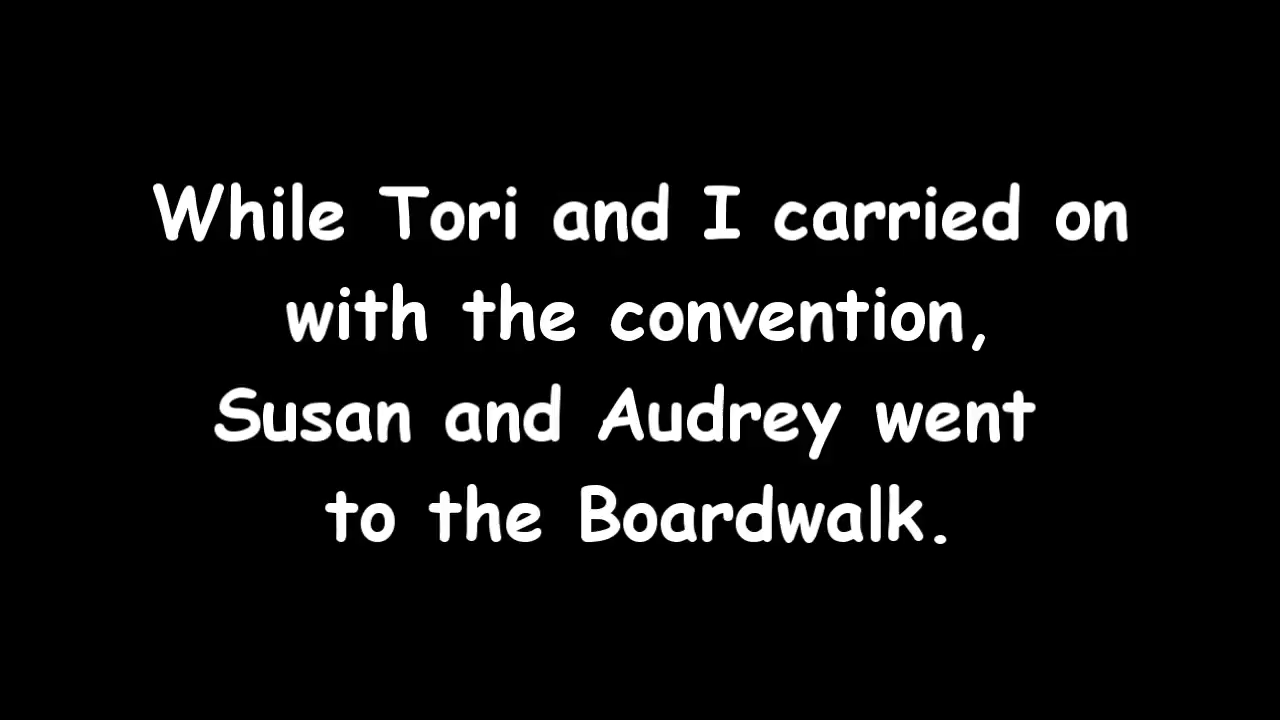 While Tori and I carried on
with the convention,
Susan and Audrey went
to the Boardwalk.